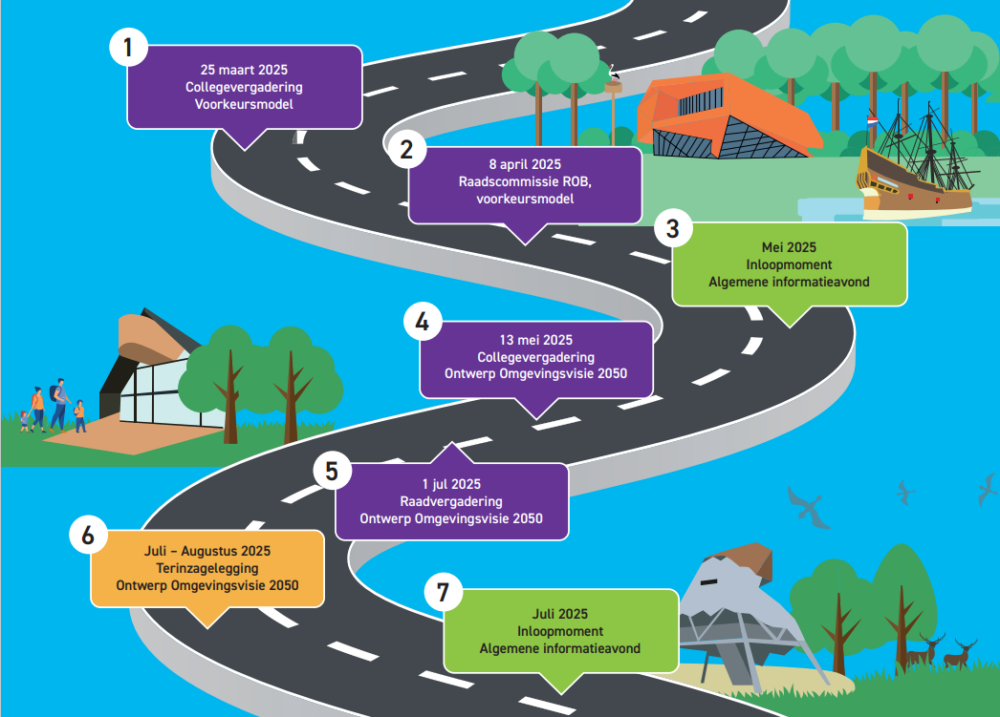 1
25 maart 2025
Collegevergadering
Voorkeursmodel
2
8 april 2025
Raadscommissie ROB,
voorkeursmodel
3
Mei 2025
Inloopmoment
Algemene informatieavond
4
13 mei 2025
Collegevergadering
Ontwerp Omgevingsvisie 2050
5
1 jul 2025
Raadvergadering
Ontwerp Omgevingsvisie 2050
6
Juli – Augustus 2025
Terinzagelegging
Ontwerp Omgevingsvisie 2050
7
Juli 2025
Inloopmoment
Algemene informatieavond